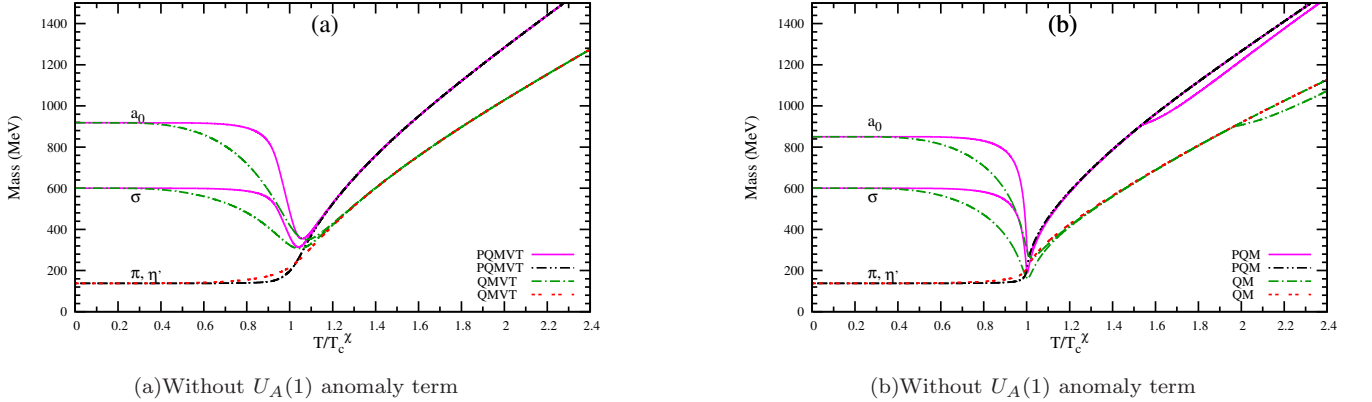 (a)
Mass (MeV)
1400
1200
1000
800
600
400
200
0
a₀
σ
π, η'
PQMVT
PQMVT
QMVT
QMVT
0 0.2 0.4 0.6 0.8 1 1.2 1.4 1.6 1.8 2 2.2 2.4
T/T_c^χ
(a)Without U_A(1) anomaly term
(b)
Mass (MeV)
1400
1200
1000
800
600
400
200
0
a₀
σ
π, η'
PQM
PQM
QM
QM
0 0.2 0.4 0.6 0.8 1 1.2 1.4 1.6 1.8 2 2.2 2.4
T/T_c^χ
(b)Without U_A(1) anomaly term